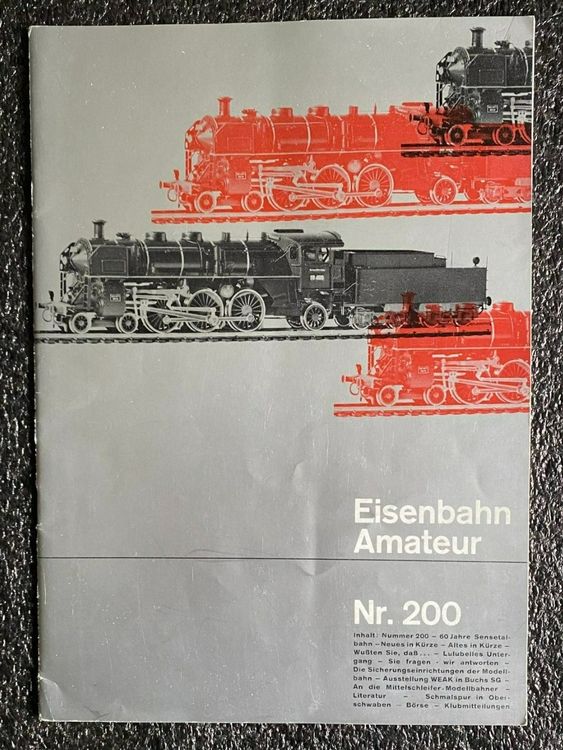 Eisenbahn
Amateur
Nr. 200
Inhalt: Nummer 200 – 60 Jahre Sensetal-
bahn – Neues in Kürze – Altes in Kürze –
Wußten Sie, daß ... – Lulubelles Unter-
gang – Sie fragen - wir antworten –
Die Sicherungseinrichtungen der Modell-
bahn – Ausstellung WEAK in Buchs SG –
An die Mittelschleifer-Modellbahner –
Literatur – Schmalspur in Ober-
schwaben – Börse – Klubmitteilungen